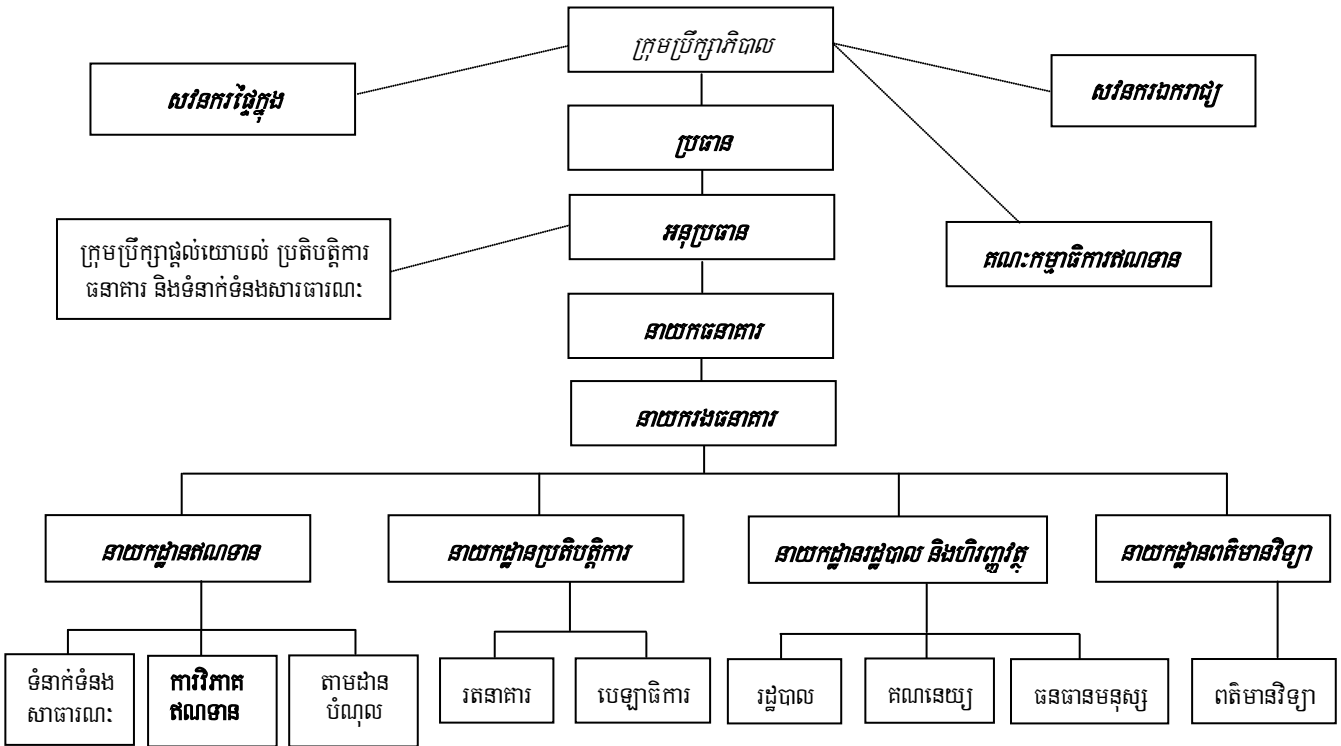 ក្រុមប្រឹក្សាភិបាល
សវនករផ្ទៃក្នុង
សវនករឯករាជ្យ
ប្រធាន
អនុប្រធាន
ក្រុមប្រឹក្សាផ្តល់យោបល់ ប្រតិបត្តិការ
ធនាគារ និងទំនាក់ទំនងសារធារណៈ
គណៈកម្មាធិការឥណទាន
នាយកធនាគារ
នាយករងធនាគារ
នាយកដ្ឋានឥណទាន
នាយកដ្ឋានប្រតិបត្តិការ
នាយកដ្ឋានរដ្ឋបាល និងហិរញ្ញវត្ថុ
នាយកដ្ឋានពត៌មានវិទ្យា
ទំនាក់ទំនង
សាធារណៈ
ការវិភាគ
ឥណទាន
តាមដាន
បំណុល
រតនាគារ
បេឡាធិការ
រដ្ឋបាល
គណនេយ្យ
ធនធានមនុស្ស
ពត៌មានវិទ្យា